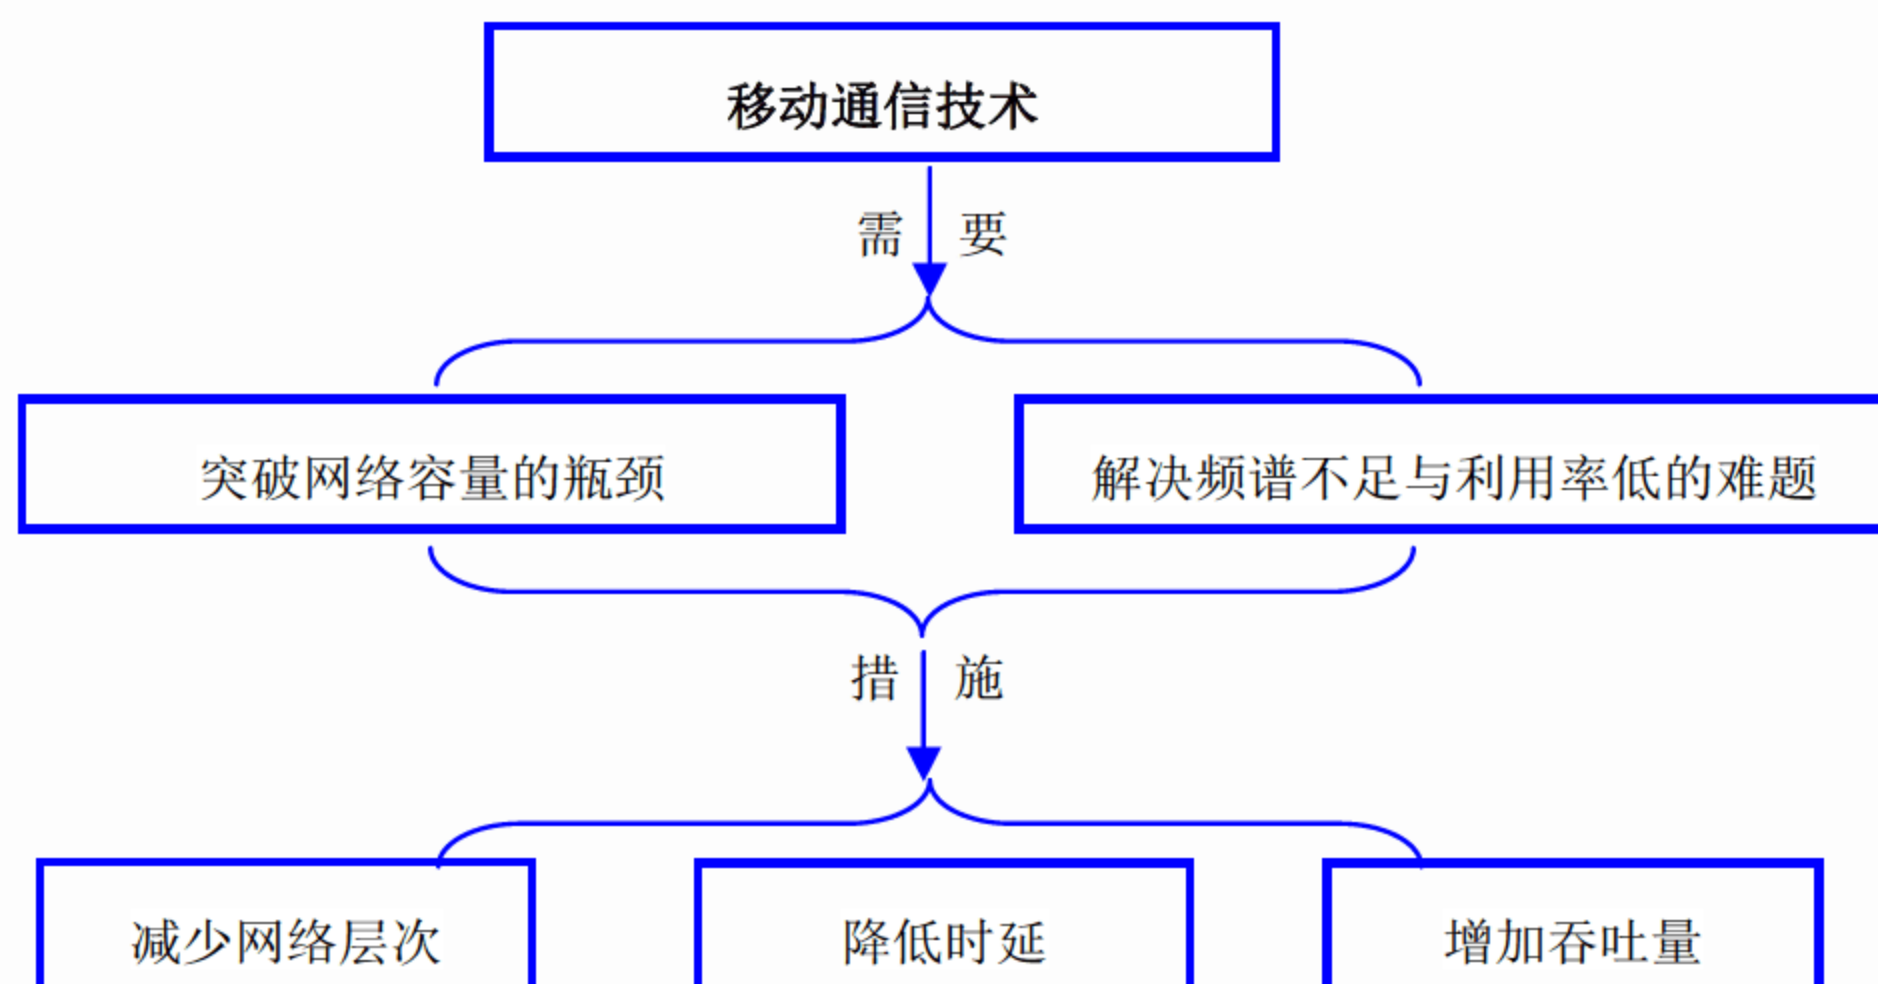 移动通信技术
需 要
突破网络容量的瓶颈
解决频谱不足与利用率低的难题
措 施
减少网络层次
降低时延
增加吞吐量